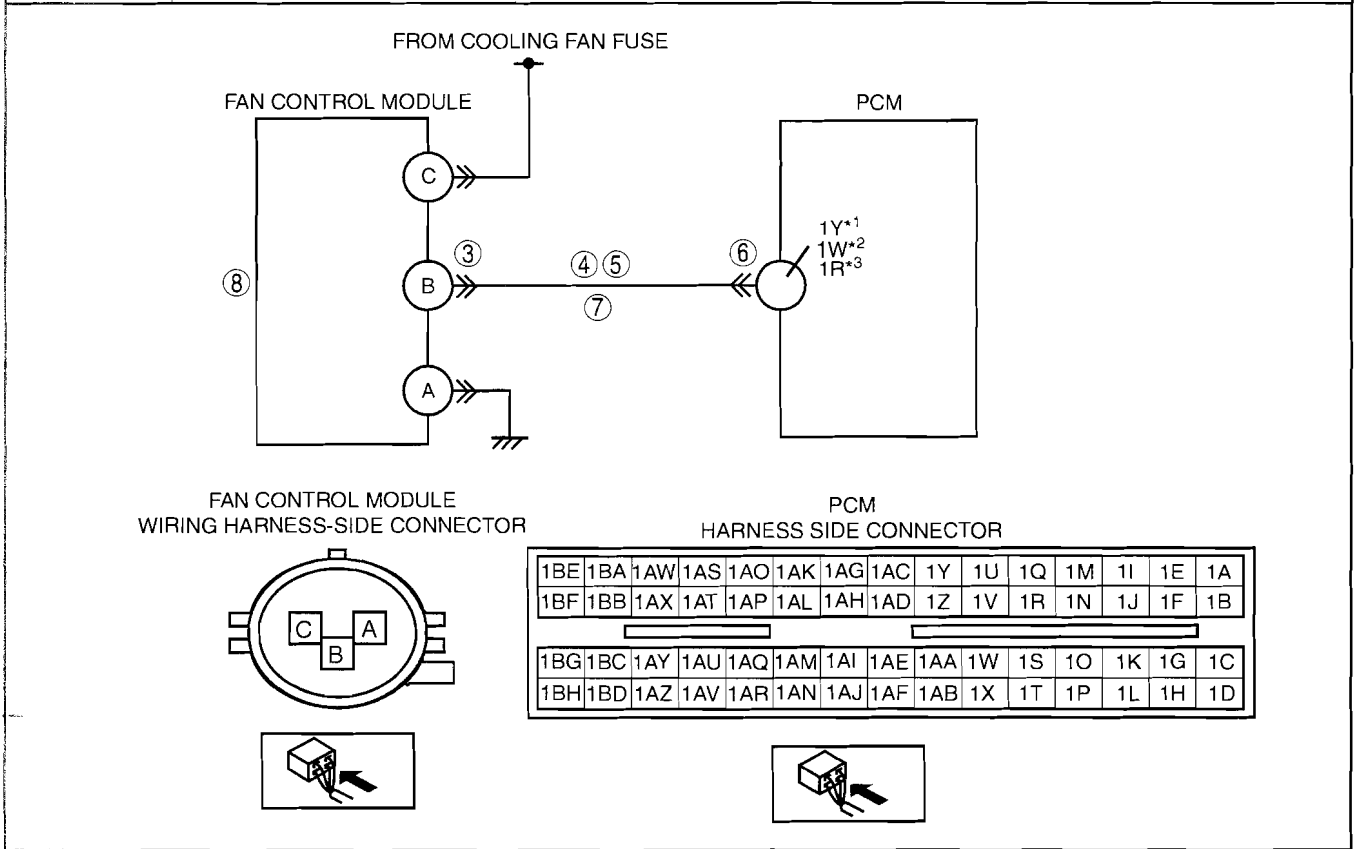 FROM COOLING FAN FUSE
FAN CONTROL MODULE
PCM
C
1Y*1
1W*2
1R*3
③
④⑤
⑥
⑧
B
⑦
A
FAN CONTROL MODULE
WIRING HARNESS-SIDE CONNECTOR
PCM
HARNESS SIDE CONNECTOR
C A
B
1BE 1BA 1AW 1AS 1AO 1AK 1AG 1AC 1Y 1U 1Q 1M 1I 1E 1A
1BF 1BB 1AX 1AT 1AP 1AL 1AH 1AD 1Z 1V 1R 1N 1J 1F 1B
1BG 1BC 1AY 1AU 1AQ 1AM 1AI 1AE 1AA 1W 1S 1O 1K 1G 1C
1BH 1BD 1AZ 1AV 1AR 1AN 1AJ 1AF 1AB 1X 1T 1P 1L 1H 1D